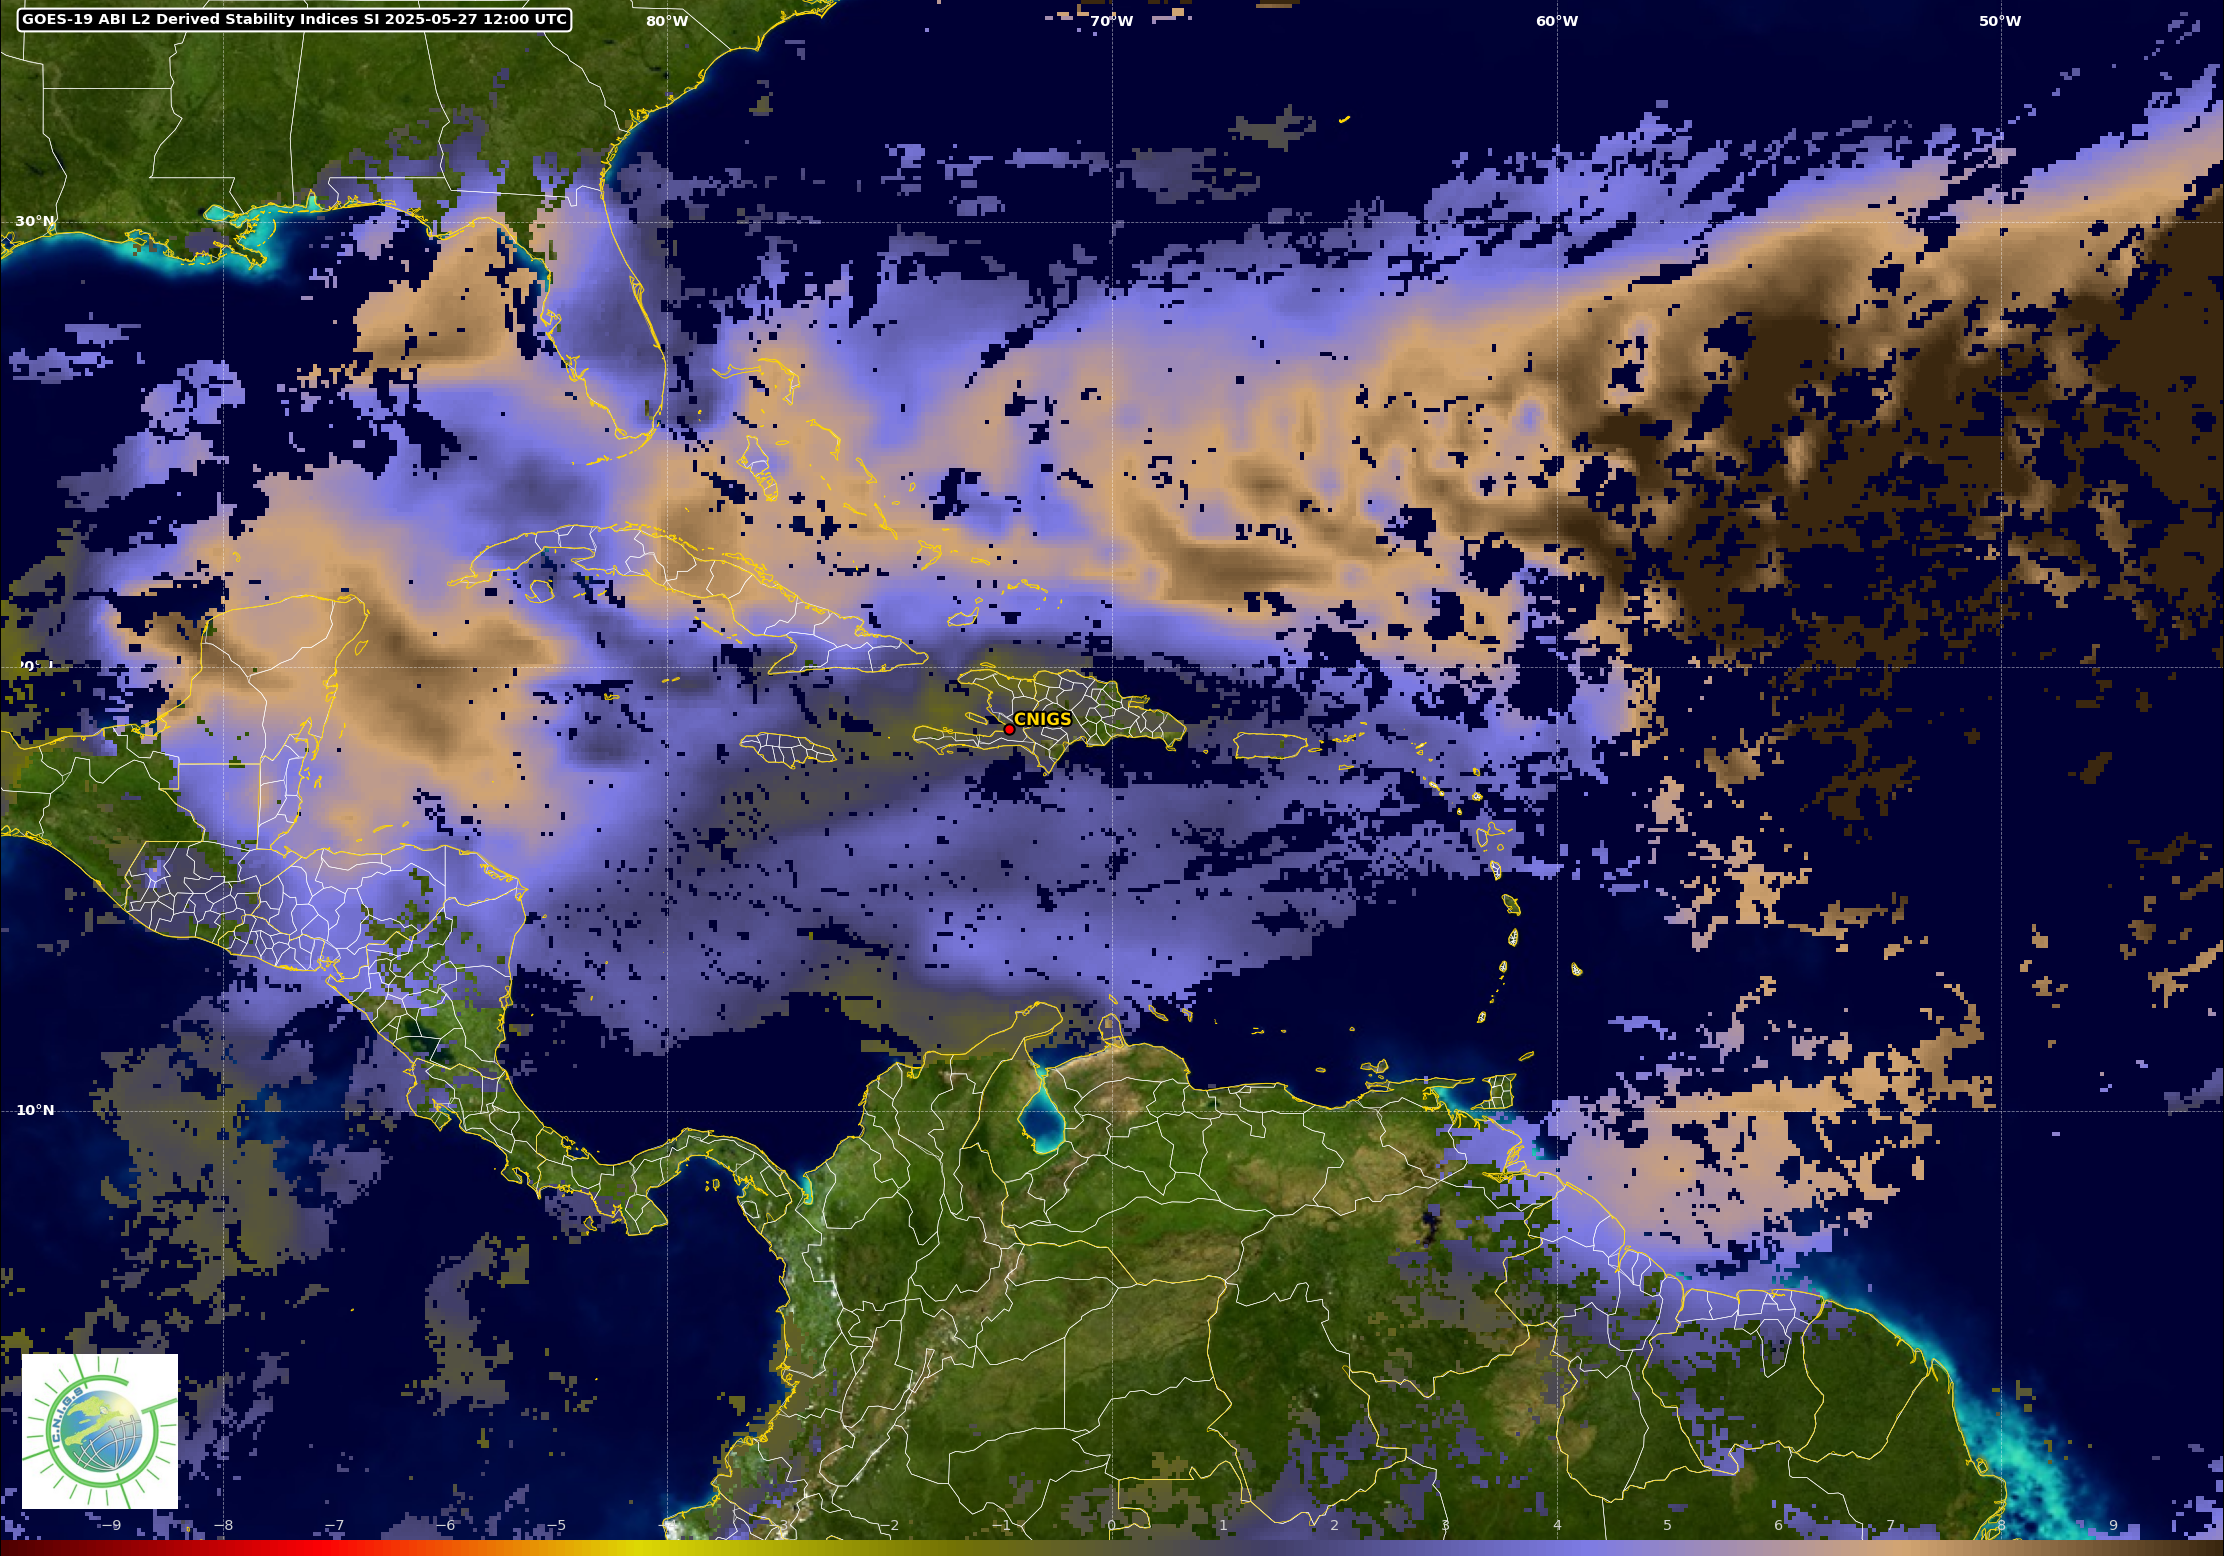 GOES-19 ABI L2 Derived Stability Indices SI 2025-05-27 12:00 UTC
80°W 70°W 60°W 50°W
30°N
CNIGS
10°N
C.N.I.G.S
−9 −8 −7 −6 −5 −2 −1 0 1 2 3 4 5 6 7 8 9